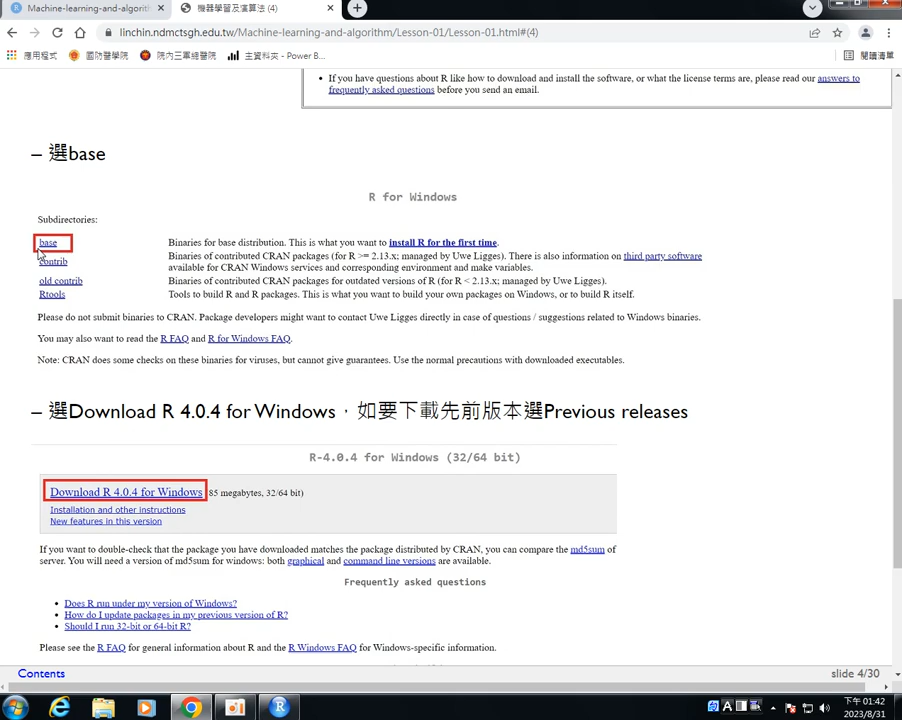 Machine-learning-and-algorith
機器學習及演算法 (4)
linchin.ndmctsgh.edu.tw/Machine-learning-and-algorithm/Lesson-01/Lesson-01.html#(4)
應用程式
國防醫學院
院內三軍總醫院
主資料夾 - Power B...
閱讀清單
If you have questions about R like how to download and install the software, or what the license terms are, please read our answers to
frequently asked questions before you send an email.
– 選base
R for Windows
Subdirectories:
base Binaries for base distribution. This is what you want to install R for the first time.
contrib Binaries of contributed CRAN packages (for R >= 2.13.x; managed by Uwe Ligges). There is also information on third party software
available for CRAN Windows services and corresponding environment and make variables.
old contrib Binaries of contributed CRAN packages for outdated versions of R (for R < 2.13.x; managed by Uwe Ligges).
Rtools Tools to build R and R packages. This is what you want to build your own packages on Windows, or to build R itself.
Please do not submit binaries to CRAN. Package developers might want to contact Uwe Ligges directly in case of questions / suggestions related to Windows binaries.
You may also want to read the R FAQ and R for Windows FAQ.
Note: CRAN does some checks on these binaries for viruses, but cannot give guarantees. Use the normal precautions with downloaded executables.
– 選Download R 4.0.4 for Windows，如要下載先前版本選Previous releases
R-4.0.4 for Windows (32/64 bit)
Download R 4.0.4 for Windows 85 megabytes, 32/64 bit)
Installation and other instructions
New features in this version
If you want to double-check that the package you have downloaded matches the package distributed by CRAN, you can compare the md5sum of
server. You will need a version of md5sum for windows: both graphical and command line versions are available.
Frequently asked questions
Does R run under my version of Windows?
How do I update packages in my previous version of R?
Should I run 32-bit or 64-bit R?
Please see the R FAQ for general information about R and the R Windows FAQ for Windows-specific information.
Contents
slide 4/30
下午 01:42
2023/8/31